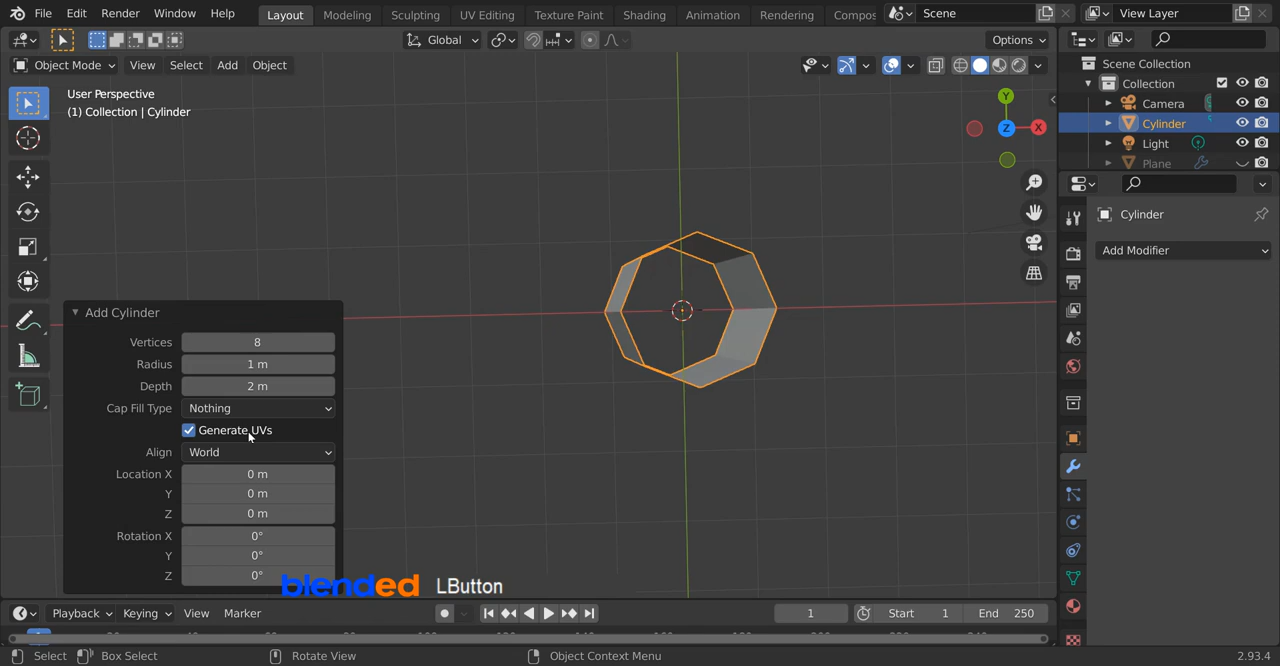 File Edit Render Window Help Layout Modeling Sculpting UV Editing Texture Paint Shading Animation Rendering Compos Scene View Layer
Global Options
Object Mode View Select Add Object
User Perspective
(1) Collection | Cylinder
Y
Z
X
Scene Collection
Collection
Camera
Cylinder
Light
Plane
Cylinder
Add Modifier
Add Cylinder
Vertices 8
Radius 1 m
Depth 2 m
Cap Fill Type Nothing
Generate UVs
Align World
Location X 0 m
Y 0 m
Z 0 m
Rotation X 0°
Y 0°
Z 0°
blended LButton
Playback Keying View Marker 1 Start 1 End 250
Select Box Select Rotate View Object Context Menu 2.93.4